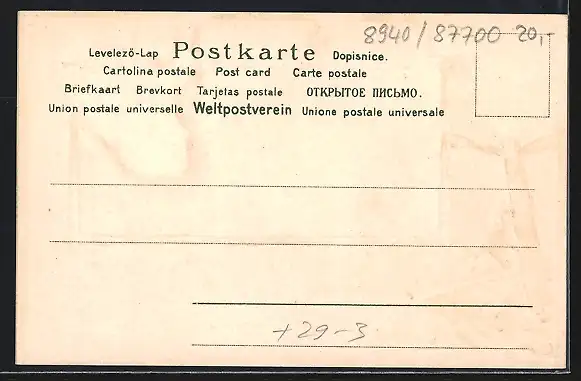 8940/87700 20,-
Levelező-Lap Postkarte Dopisnice.
Cartolina postale Post card Carte postale
Briefkaart Brevkort Tarjetas postale ОТКРЫТОЕ ПИСЬМО.
Union postale universelle Weltpostverein Unione postale universale
+29-3